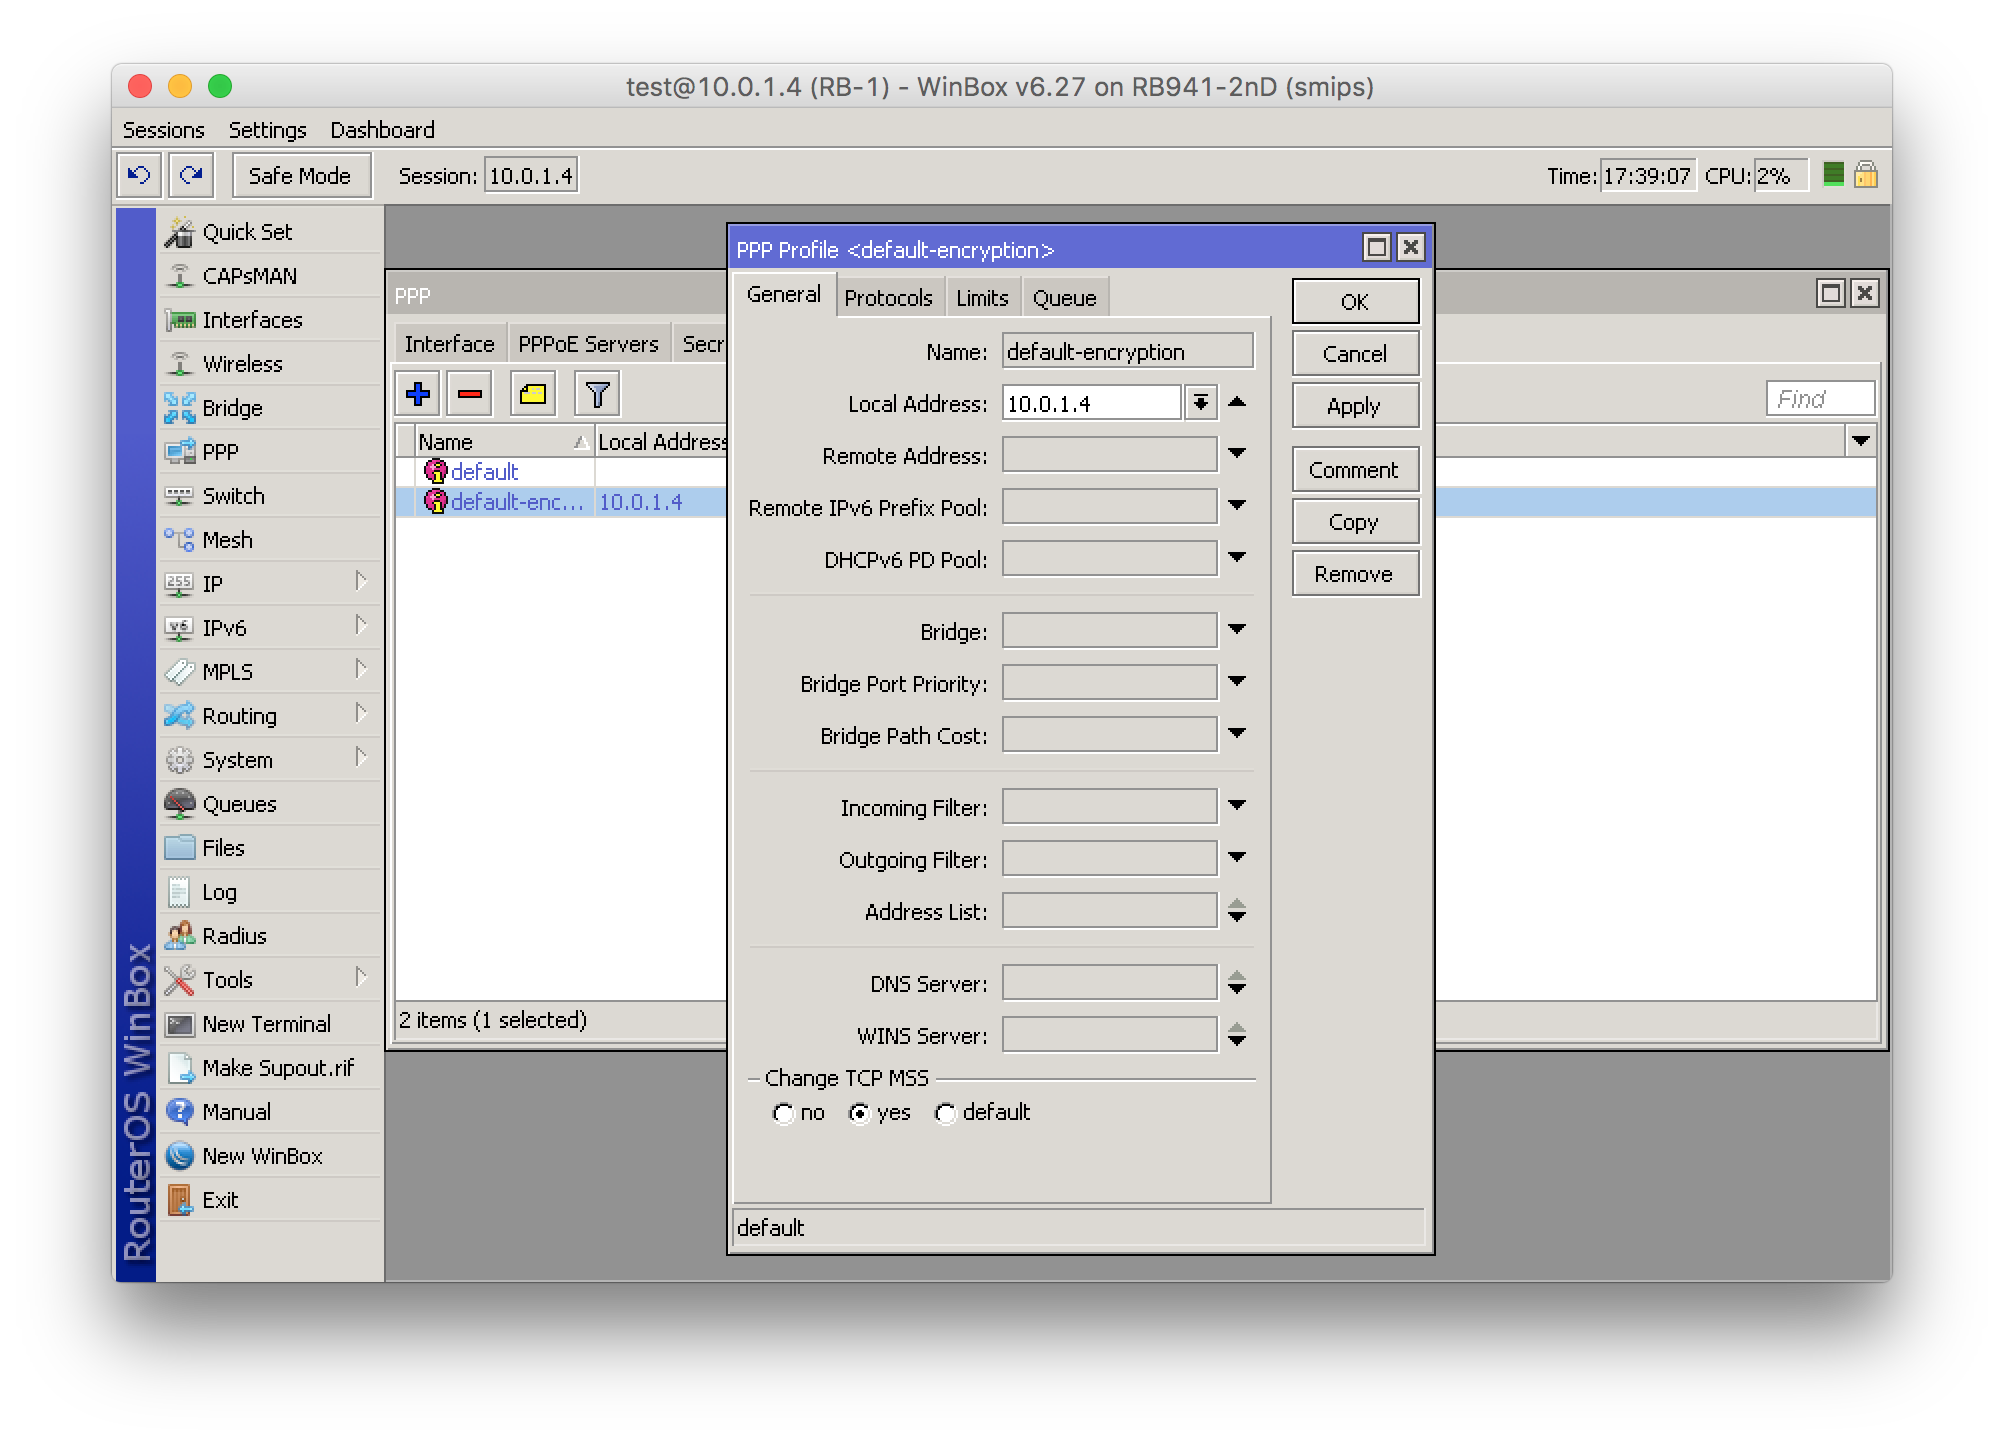 test@10.0.1.4 (RB-1) - WinBox v6.27 on RB941-2nD (smips)
Sessions Settings Dashboard
Safe Mode Session: 10.0.1.4 Time: 17:39:07 CPU: 2%
RouterOS WinBox
Quick Set
CAPsMAN
Interfaces
Wireless
Bridge
PPP
Switch
Mesh
255 IP
v6 IPv6
MPLS
Routing
System
Queues
Files
Log
Radius
Tools
New Terminal
Make Supout.rif
Manual
New WinBox
Exit
PPP
Interface PPPoE Servers Secr
Find
Name Local Address
default
default-enc... 10.0.1.4
2 items (1 selected)
PPP Profile <default-encryption>
General Protocols Limits Queue
Name: default-encryption
Local Address: 10.0.1.4
Remote Address:
Remote IPv6 Prefix Pool:
DHCPv6 PD Pool:
Bridge:
Bridge Port Priority:
Bridge Path Cost:
Incoming Filter:
Outgoing Filter:
Address List:
DNS Server:
WINS Server:
Change TCP MSS
no yes default
default
OK
Cancel
Apply
Comment
Copy
Remove